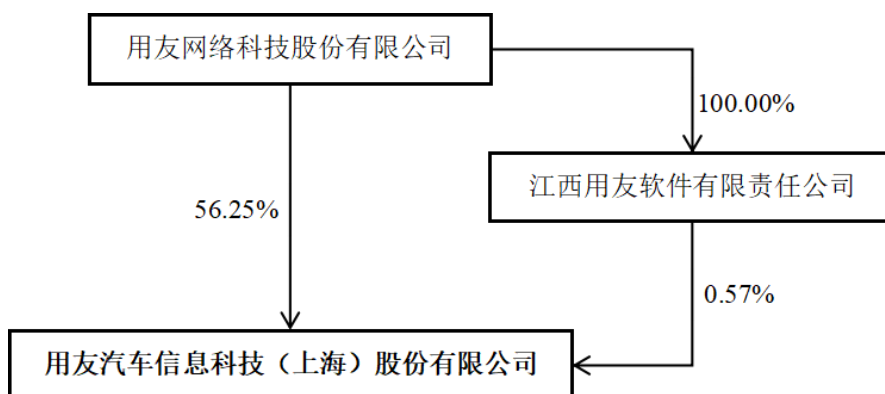 用友网络科技股份有限公司
100.00%
江西用友软件有限责任公司
56.25%
0.57%
用友汽车信息科技（上海）股份有限公司